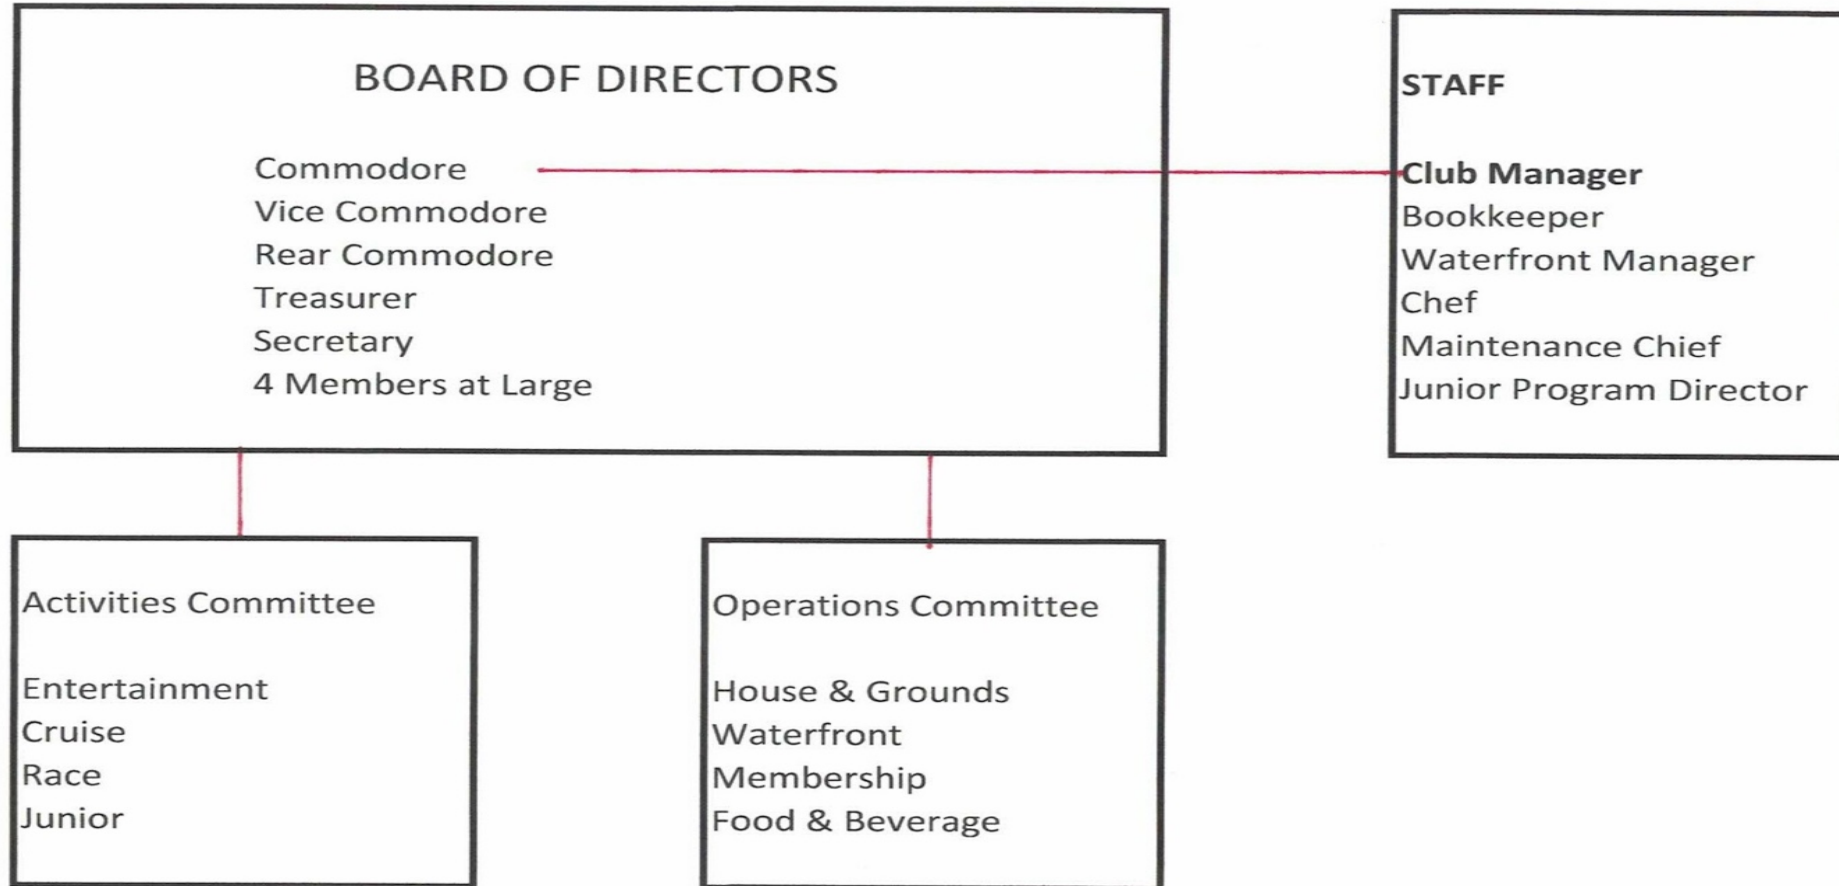 BOARD OF DIRECTORS
Commodore
Vice Commodore
Rear Commodore
Treasurer
Secretary
4 Members at Large
STAFF
Club Manager
Bookkeeper
Waterfront Manager
Chef
Maintenance Chief
Junior Program Director
Activities Committee
Entertainment
Cruise
Race
Junior
Operations Committee
House & Grounds
Waterfront
Membership
Food & Beverage